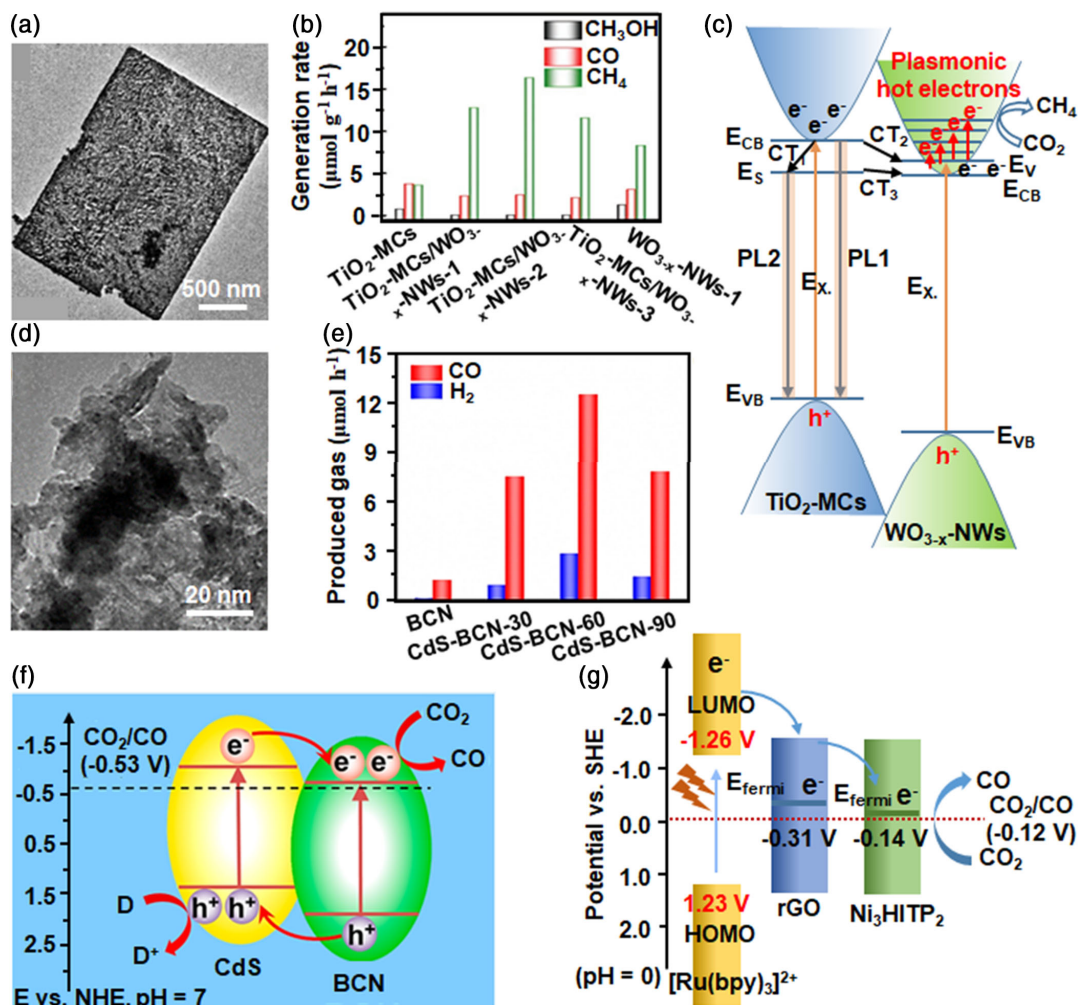 (a)
500 nm
(b)
Generation rate
(μmol g⁻¹ h⁻¹)
20
15
10
5
0
CH₃OH
CO
CH₄
TiO₂-MCs
TiO₂-MCs/WO₃₋
ₓ-NWs-1
TiO₂-MCs/WO₃₋
ₓ-NWs-2
TiO₂-MCs/WO₃₋
ₓ-NWs-3
WO₃₋ₓ-NWs-1
(c)
Plasmonic
hot electrons
e⁻ e⁻
e⁻
e⁻ e⁻ e⁻ e⁻
CH₄
CO₂
E_CB
CT₁
CT₂
E_V
E_S
CT₃
e⁻ e⁻
E_CB
PL2
E_X.
PL1
E_X.
E_VB
h⁺
E_VB
h⁺
TiO₂-MCs
WO₃₋ₓ-NWs
(d)
20 nm
(e)
Produced gas (μmol h⁻¹)
15
12
9
6
3
0
CO
H₂
BCN
CdS-BCN-30
CdS-BCN-60
CdS-BCN-90
(f)
-1.5
-0.5
0.5
1.5
2.5
CO₂/CO
(-0.53 V)
e⁻
e⁻ e⁻
CO₂
CO
D
D⁺
h⁺ h⁺
h⁺
CdS
BCN
E vs. NHE, pH = 7
(g)
Potential vs. SHE
-2.0
-1.0
0.0
1.0
2.0
(pH = 0)
e⁻
LUMO
-1.26 V
1.23 V
HOMO
[Ru(bpy)₃]²⁺
E_fermi
e⁻
-0.31 V
rGO
E_fermi
e⁻
-0.14 V
Ni₃HITP₂
CO
CO₂/CO
(-0.12 V)
CO₂